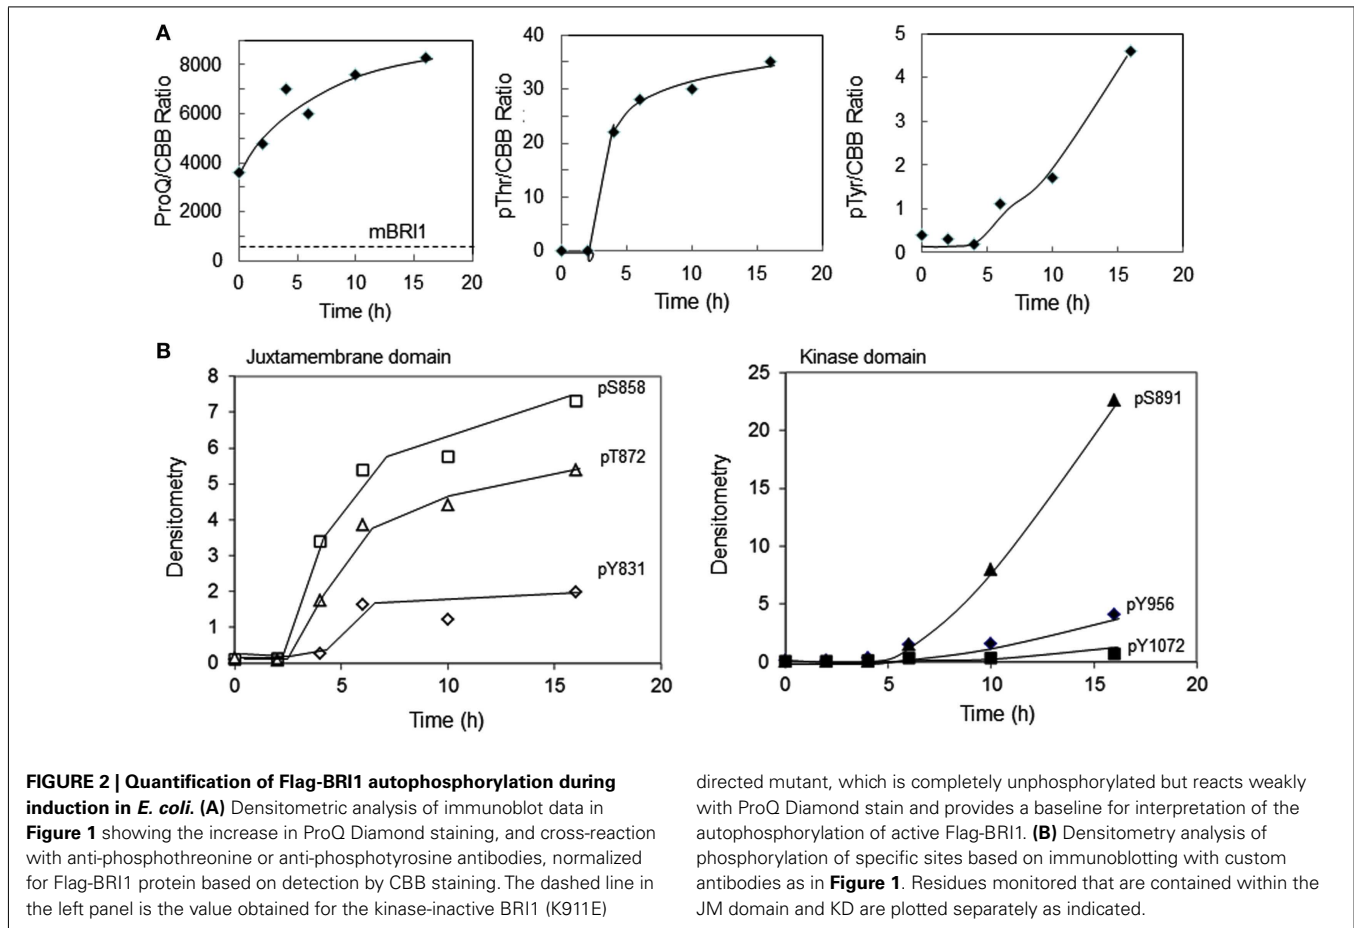 A
ProQ/CBB Ratio
8000
6000
4000
2000
0
mBRI1
0 5 10 15 20
Time (h)
pThr/CBB Ratio
40
30
20
10
0
0 5 10 15 20
Time (h)
pTyr/CBB Ratio
5
4
3
2
1
0
0 5 10 15 20
Time (h)
B
Juxtamembrane domain
Densitometry
8
7
6
5
4
3
2
1
0
pS858
pT872
pY831
0 5 10 15 20
Time (h)
Kinase domain
Densitometry
25
20
15
10
5
0
pS891
pY956
pY1072
0 5 10 15 20
Time (h)
FIGURE 2 | Quantification of Flag-BRI1 autophosphorylation during
induction in E. coli. (A) Densitometric analysis of immunoblot data in
Figure 1 showing the increase in ProQ Diamond staining, and cross-reaction
with anti-phosphothreonine or anti-phosphotyrosine antibodies, normalized
for Flag-BRI1 protein based on detection by CBB staining. The dashed line in
the left panel is the value obtained for the kinase-inactive BRI1 (K911E)
directed mutant, which is completely unphosphorylated but reacts weakly
with ProQ Diamond stain and provides a baseline for interpretation of the
autophosphorylation of active Flag-BRI1. (B) Densitometry analysis of
phosphorylation of specific sites based on immunoblotting with custom
antibodies as in Figure 1. Residues monitored that are contained within the
JM domain and KD are plotted separately as indicated.